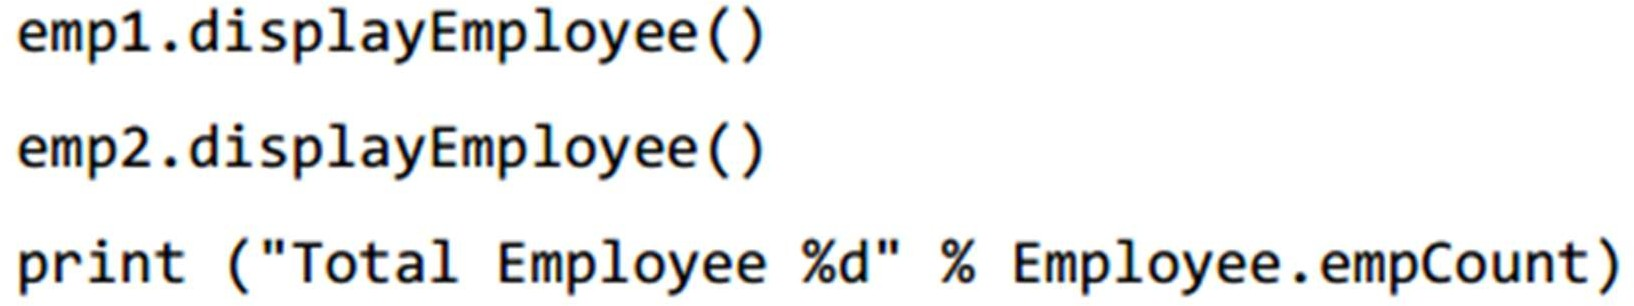 emp1.displayEmployee()
emp2.displayEmployee()
print ("Total Employee %d" % Employee.empCount)